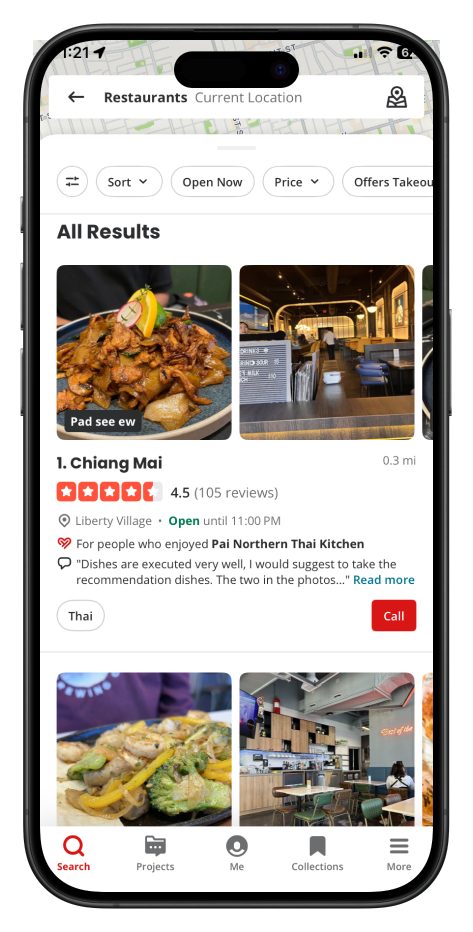 1:21
62
ST
Restaurants Current Location
Sort
Open Now
Price
Offers Takeou
All Results
DRINKS
Pad see ew
1. Chiang Mai
0.3 mi
4.5 (105 reviews)
Liberty Village • Open until 11:00 PM
For people who enjoyed Pai Northern Thai Kitchen
"Dishes are executed very well, I would suggest to take the
recommendation dishes. The two in the photos..." Read more
Thai
Call
Search
Projects
Me
Collections
More